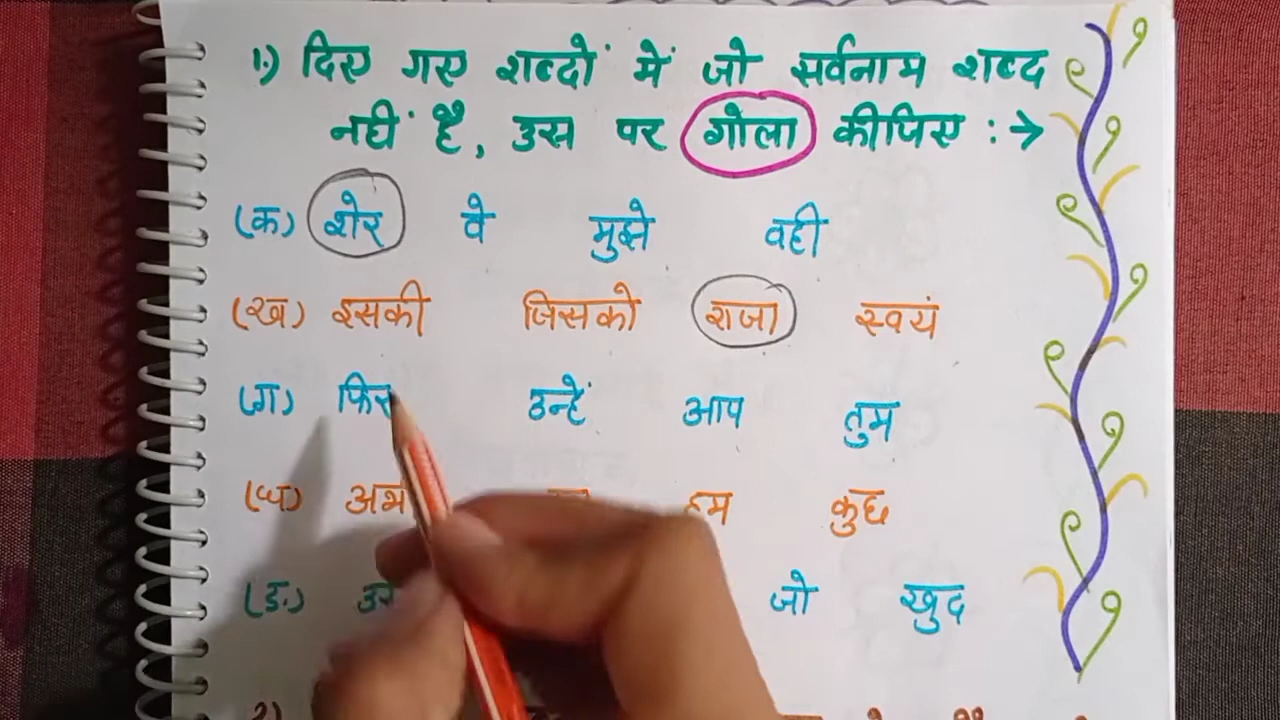 1.) दिए गए शब्दों में जो सर्वनाम शब्द
नहीं है, उस पर गोला कीजिए :→
(क) शेर वे मुझे वही
(ख) इसकी जिसको राजा स्वयं
(ग) उन्हें आप तुम
(घ) हम कुछ
(ङ) जो खुद